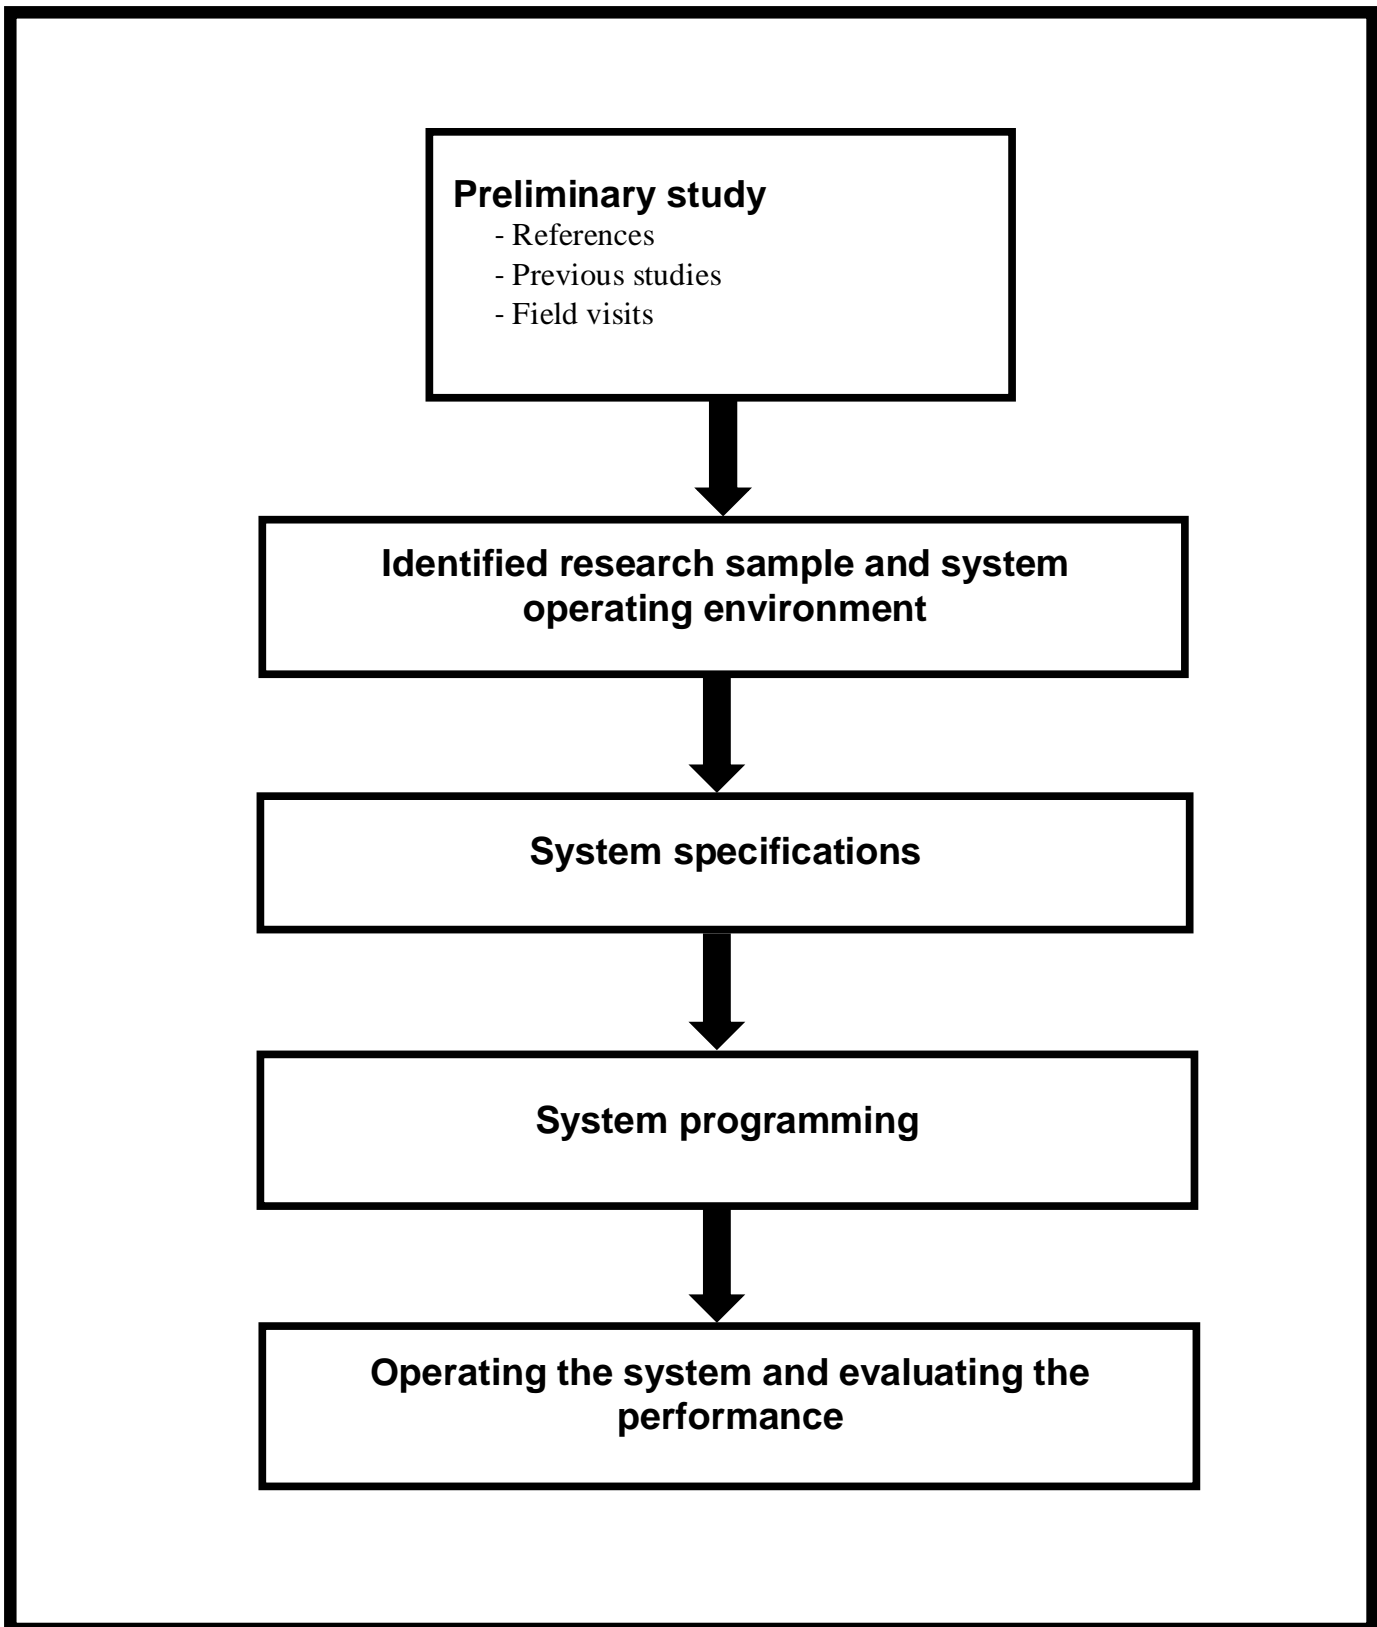 Preliminary study
- References
- Previous studies
- Field visits
Identified research sample and system
operating environment
System specifications
System programming
Operating the system and evaluating the
performance